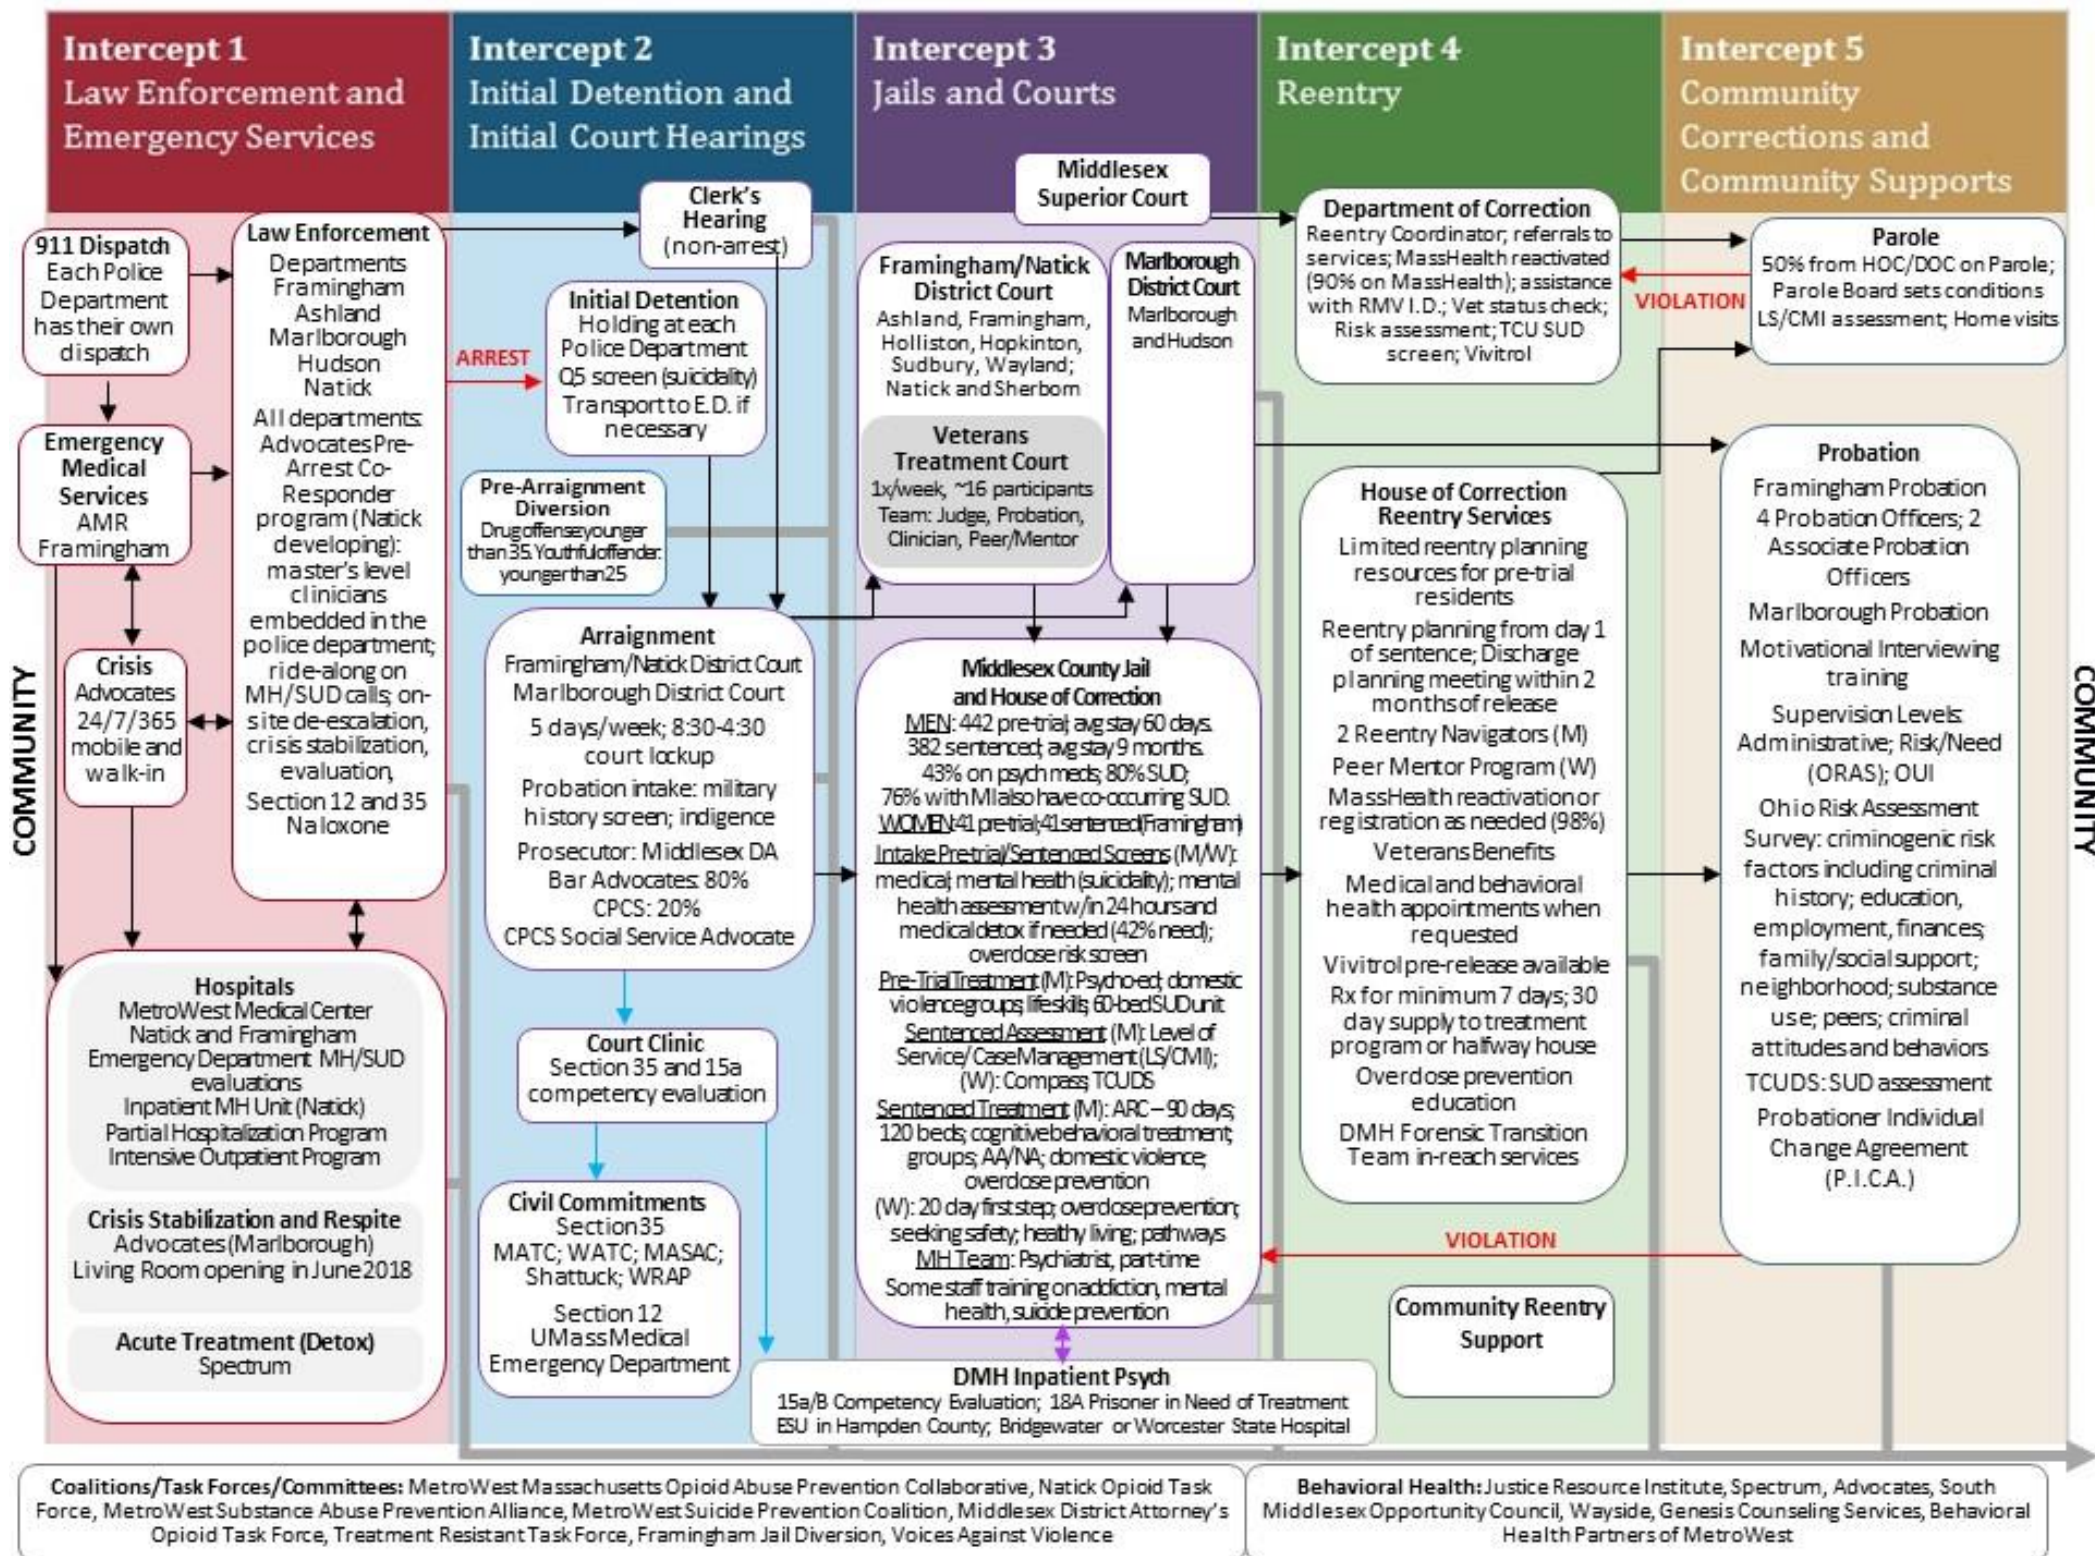 Intercept 1
Law Enforcement and
Emergency Services
Intercept 2
Initial Detention and
Initial Court Hearings
Intercept 3
Jails and Courts
Intercept 4
Reentry
Intercept 5
Community
Corrections and
Community Supports
COMMUNITY
911 Dispatch
Each Police
Department
has their own
dispatch
Emergency
Medical
Services
AMR
Framingham
Crisis
Advocates
24/7/365
mobile and
walk-in
Law Enforcement
Departments
Framingham
Ashland
Marlborough
Hudson
Natick
All departments:
Advocates Pre-
Arrest Co-
Responder
program (Natick
developing):
master's level
clinicians
embedded in the
police department;
ride-along on
MH/SUD calls; on-
site de-escalation,
crisis stabilization,
evaluation,
Section 12 and 35
Naloxone
Hospitals
MetroWest Medical Center
Natick and Framingham
Emergency Department MH/SUD
evaluations
Inpatient MH Unit (Natick)
Partial Hospitalization Program
Intensive Outpatient Program
Crisis Stabilization and Respite
Advocates (Marlborough)
Living Room opening in June 2018
Acute Treatment (Detox)
Spectrum
ARREST
Clerk's
Hearing
(non-arrest)
Initial Detention
Holding at each
Police Department
Q5 screen (suicidality)
Transport to E.D. if
necessary
Pre-Arraignment
Diversion
Drug offense younger
than 35. Youthful offender:
younger than 25
Arraignment
Framingham/Natick District Court
Marlborough District Court
5 days/week; 8:30-4:30
court lockup
Probation intake: military
history screen; indigence
Prosecutor: Middlesex DA
Bar Advocates: 80%
CPCS: 20%
CPCS Social Service Advocate
Court Clinic
Section 35 and 15a
competency evaluation
Civil Commitments
Section 35
MATC; WATC; MASAC;
Shattuck; WRAP
Section 12
UMass Medical
Emergency Department
Middlesex
Superior Court
Framingham/Natick
District Court
Ashland, Framingham,
Holliston, Hopkinton,
Sudbury, Wayland;
Natick and Sherborn
Veterans
Treatment Court
1x/week, ~16 participants
Team: Judge, Probation,
Clinician, Peer/Mentor
Marlborough
District Court
Marlborough
and Hudson
Middlesex County Jail
and House of Correction
MEN: 442 pre-trial; avg stay 60 days.
382 sentenced; avg stay 9 months.
43% on psych meds; 80% SUD;
76% with MI also have co-occurring SUD.
WOMEN: 41 pre-trial; 41 sentenced (Framingham)
Intake Pre-trial/Sentenced Screens (M/W):
medical; mental health (suicidality); mental
health assessment w/in 24 hours and
medical detox if needed (42% need);
overdose risk screen
Pre-Trial Treatment (M): Psycho-ed; domestic
violence groups; life skills; 60-bed SUD unit
Sentenced Assessment (M): Level of
Service/Case Management (LS/CMI);
(W): Compass; TCUDS
Sentenced Treatment (M): ARC – 90 days;
120 beds; cognitive behavioral treatment;
groups; AA/NA; domestic violence;
overdose prevention
(W): 20 day first step; overdose prevention;
seeking safety; healthy living; pathways
MH Team: Psychiatrist, part-time
Some staff training on addiction, mental
health, suicide prevention
DMH Inpatient Psych
15a/B Competency Evaluation; 18A Prisoner in Need of Treatment
ESU in Hampden County; Bridgewater or Worcester State Hospital
Department of Correction
Reentry Coordinator; referrals to
services; MassHealth reactivated
(90% on MassHealth); assistance
with RMV I.D.; Vet status check;
Risk assessment; TCU SUD
screen; Vivitrol
House of Correction
Reentry Services
Limited reentry planning
resources for pre-trial
residents
Reentry planning from day 1
of sentence; Discharge
planning meeting within 2
months of release
2 Reentry Navigators (M)
Peer Mentor Program (W)
MassHealth reactivation or
registration as needed (98%)
Veterans Benefits
Medical and behavioral
health appointments when
requested
Vivitrol pre-release available
Rx for minimum 7 days; 30
day supply to treatment
program or halfway house
Overdose prevention
education
DMH Forensic Transition
Team in-reach services
VIOLATION
Community Reentry
Support
Parole
50% from HOC/DOC on Parole;
Parole Board sets conditions
LS/CMI assessment; Home visits
VIOLATION
Probation
Framingham Probation
4 Probation Officers; 2
Associate Probation
Officers
Marlborough Probation
Motivational Interviewing
training
Supervision Levels:
Administrative; Risk/Need
(ORAS); OUI
Ohio Risk Assessment
Survey: criminogenic risk
factors including criminal
history; education,
employment, finances;
family/social support;
neighborhood; substance
use; peers; criminal
attitudes and behaviors
TCUDS: SUD assessment
Probationer Individual
Change Agreement
(P.I.C.A.)
COMMUNITY
Coalitions/Task Forces/Committees: MetroWest Massachusetts Opioid Abuse Prevention Collaborative, Natick Opioid Task
Force, MetroWest Substance Abuse Prevention Alliance, MetroWest Suicide Prevention Coalition, Middlesex District Attorney's
Opioid Task Force, Treatment Resistant Task Force, Framingham Jail Diversion, Voices Against Violence
Behavioral Health: Justice Resource Institute, Spectrum, Advocates, South
Middlesex Opportunity Council, Wayside, Genesis Counseling Services, Behavioral
Health Partners of MetroWest